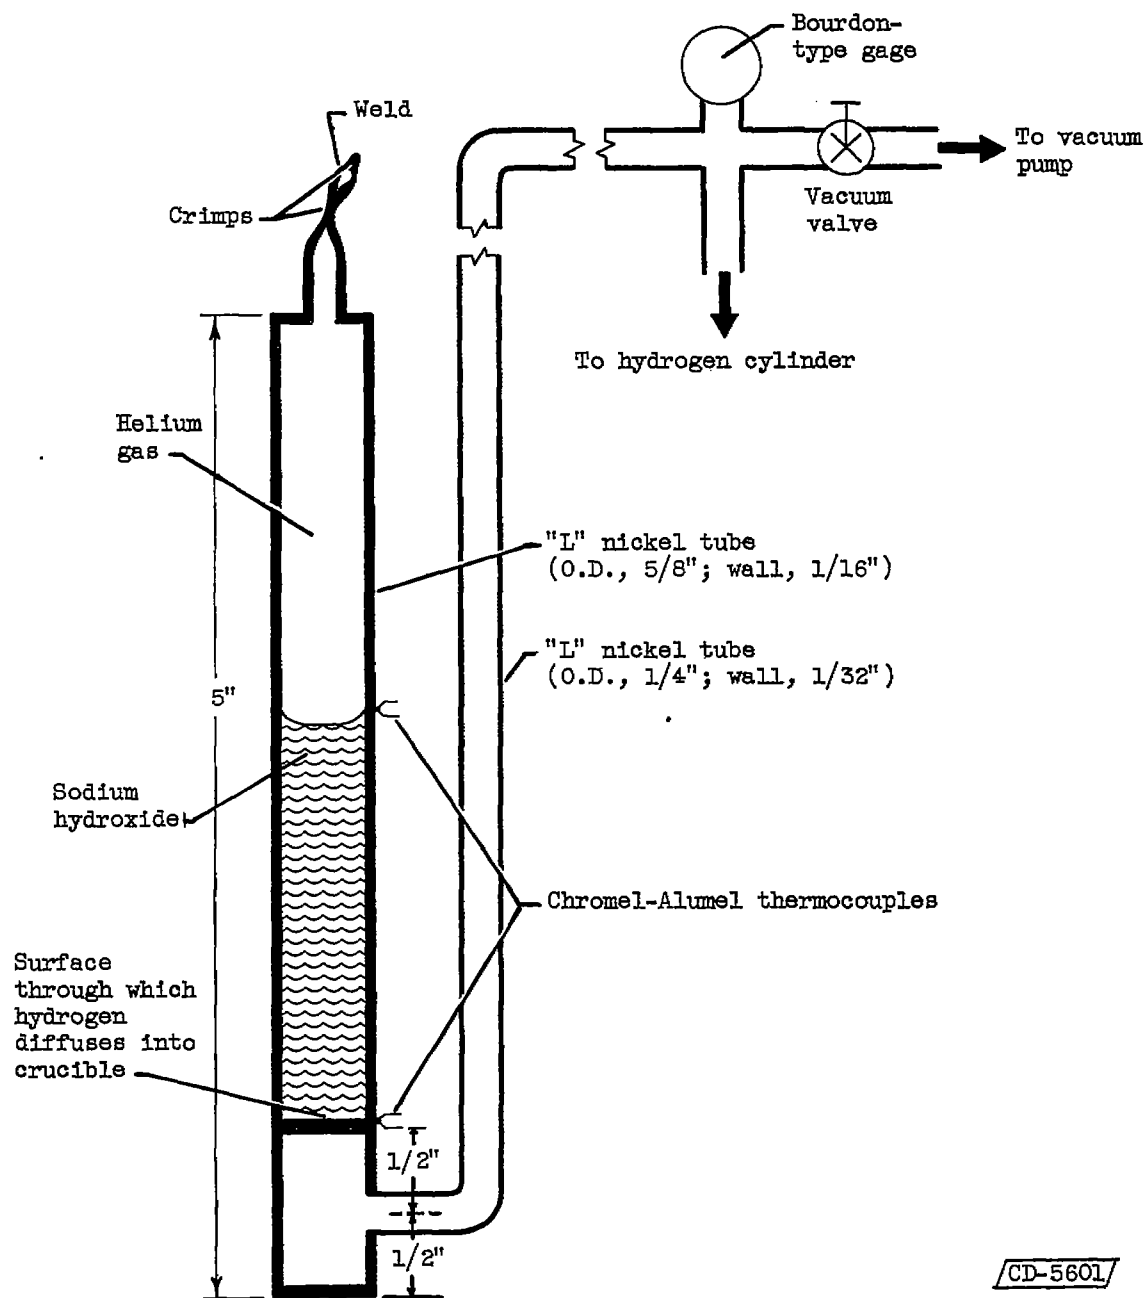 Bourdon-
type gage
Weld
To vacuum
pump
Crimps
Vacuum
valve
To hydrogen cylinder
Helium
gas
"L" nickel tube
(O.D., 5/8"; wall, 1/16")
"L" nickel tube
(O.D., 1/4"; wall, 1/32")
5"
Sodium
hydroxide
Chromel-Alumel thermocouples
Surface
through which
hydrogen
diffuses into
crucible
1/2"
1/2"
CD-5601